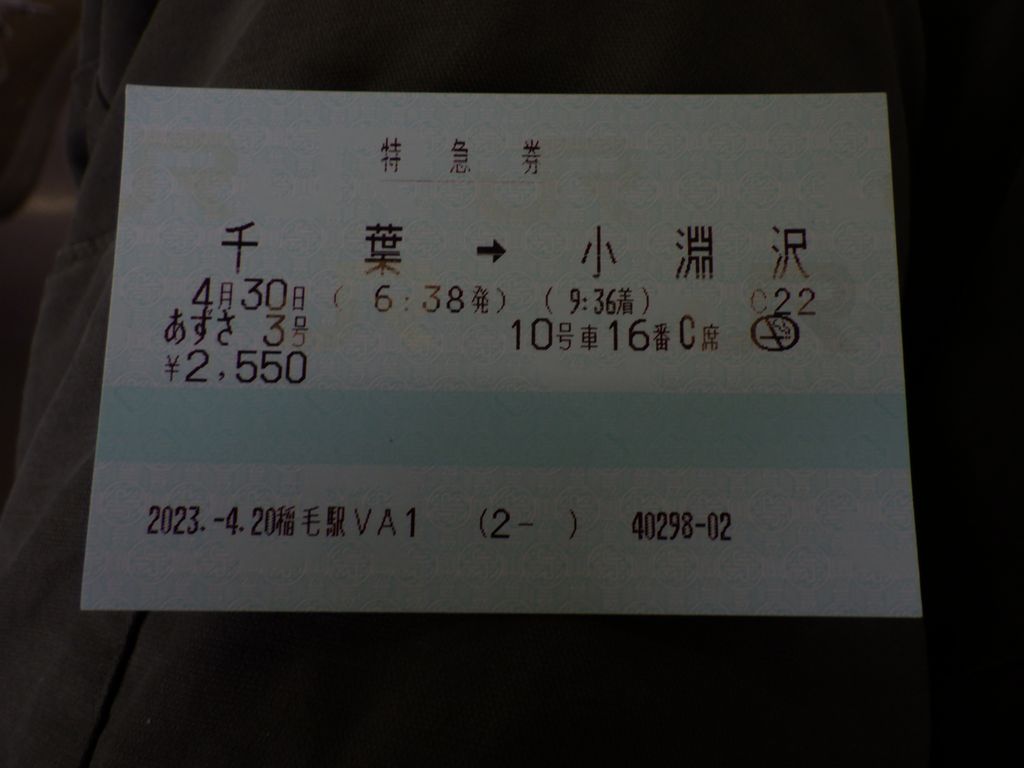 特急券
千葉 → 小淵沢
4月30日 ( 6:38発) ( 9:36着) C22
あずさ 3号 10号車16番C席
¥2,550
2023.-4.20稲毛駅VA1 (2- ) 40298-02